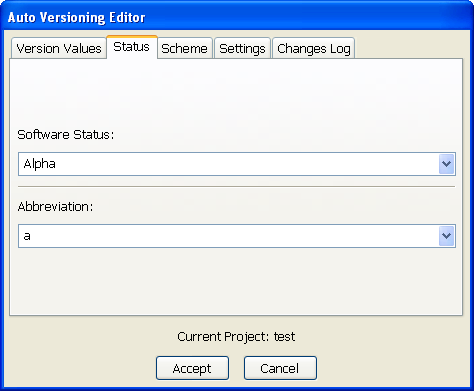 Auto Versioning Editor
Version Values Status Scheme Settings Changes Log
Software Status:
Alpha
Abbreviation:
a
Current Project: test
Accept Cancel